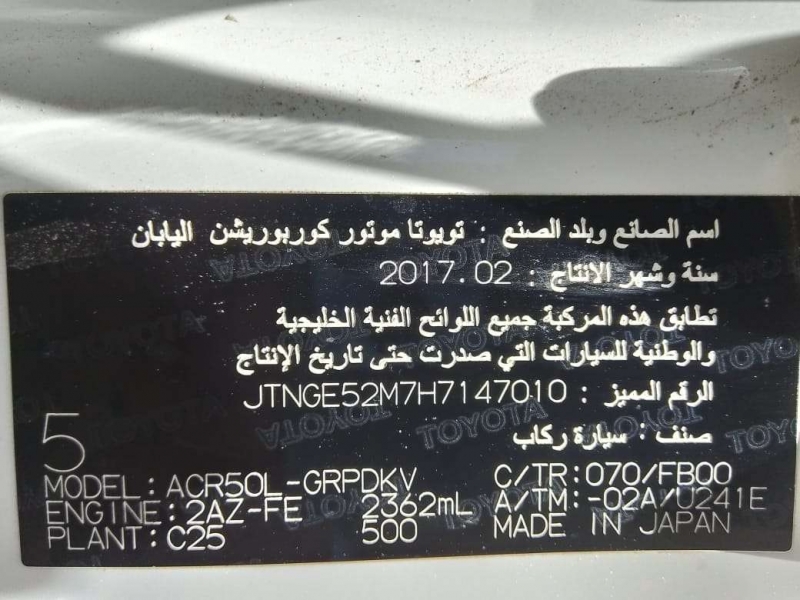 اسم الصانع وبلد الصنع : تويوتا موتور كوربوريشن اليابان
سنة وشهر الانتاج : 2017.02
تطابق هذه المركبة جميع اللوائح الفنية الخليجية
والوطنية للسيارات التي صدرت حتى تاريخ الإنتاج
الرقم المميز : JTNGE52M7H7147010
صنف : سيارة ركاب
5
MODEL: ACR50L-GRPDKV C/TR: 070/FB00
ENGINE: 2AZ-FE 2362mL A/TM: -02A/U241E
PLANT: C25 500 MADE IN JAPAN
TOYOTA